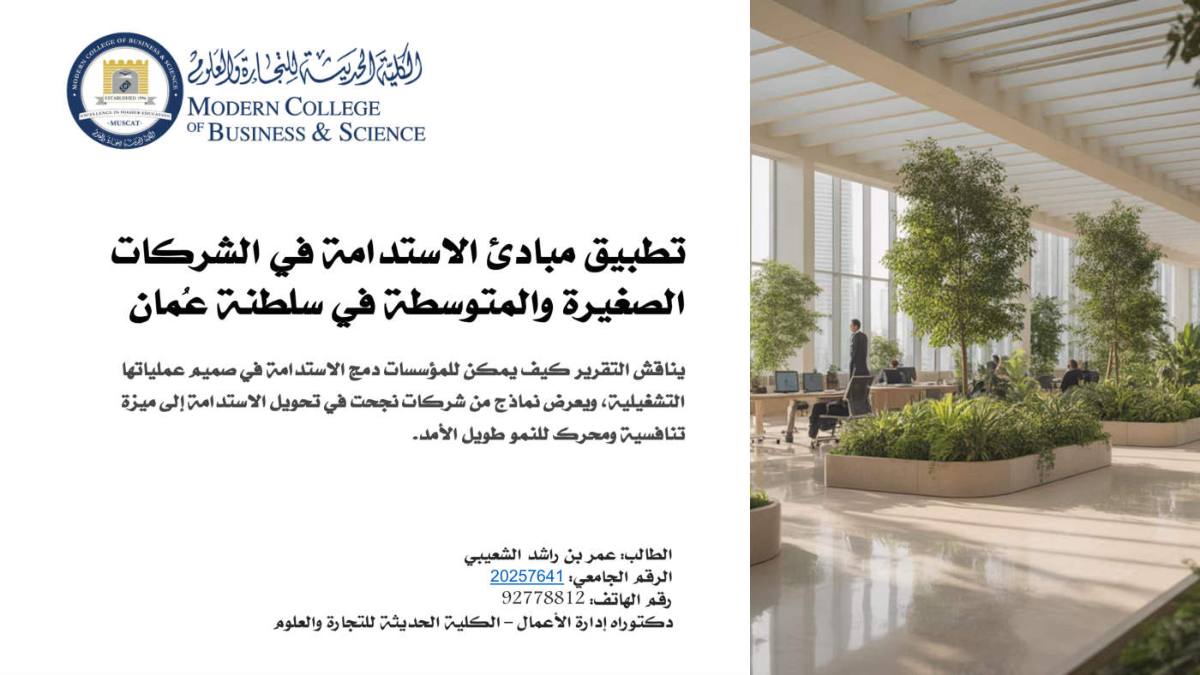 الكلية الحديثة للتجارة والعلوم
MODERN COLLEGE
OF BUSINESS & SCIENCE
MODERN COLLEGE OF BUSINESS & SCIENCE
ESTABLISHED 1996
EXCELLENCE IN HIGHER EDUCATION
MUSCAT
تطبيق مبادئ الاستدامة في الشركات
الصغيرة والمتوسطة في سلطنة عُمان
يناقش التقرير كيف يمكن للمؤسسات دمج الاستدامة في صميم عملياتها
التشغيلية، ويعرض نماذج من شركات نجحت في تحويل الاستدامة إلى ميزة
تنافسية ومحرك للنمو طويل الأمد.
الطالب: عمر بن راشد الشعيبي
الرقم الجامعي: 20257641
رقم الهاتف: 92778812
دكتوراه إدارة الأعمال – الكلية الحديثة للتجارة والعلوم